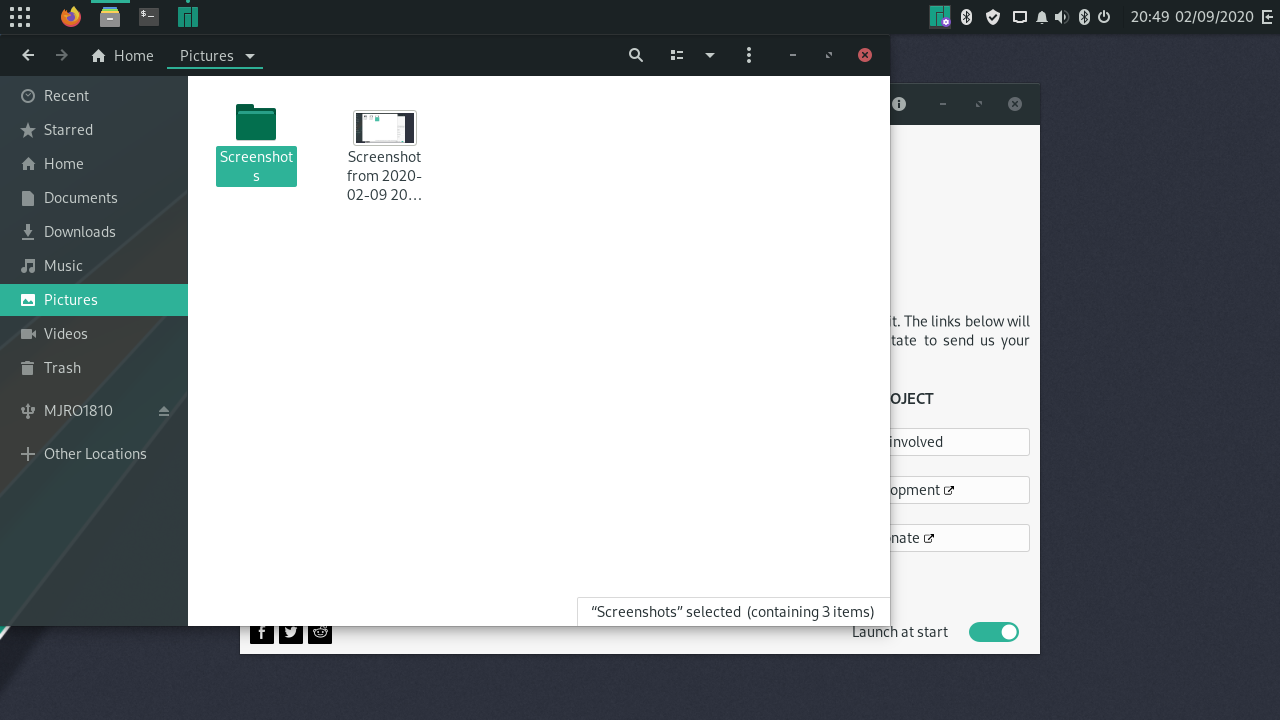 20:49 02/09/2020
Home
Pictures
Recent
Starred
Home
Documents
Downloads
Music
Pictures
Videos
Trash
MJRO1810
Other Locations
Screenshot
s
Screenshot
from 2020-
02-09 20...
it. The links below will
tate to send us your
OJECT
involved
opment
nate
“Screenshots” selected (containing 3 items)
Launch at start